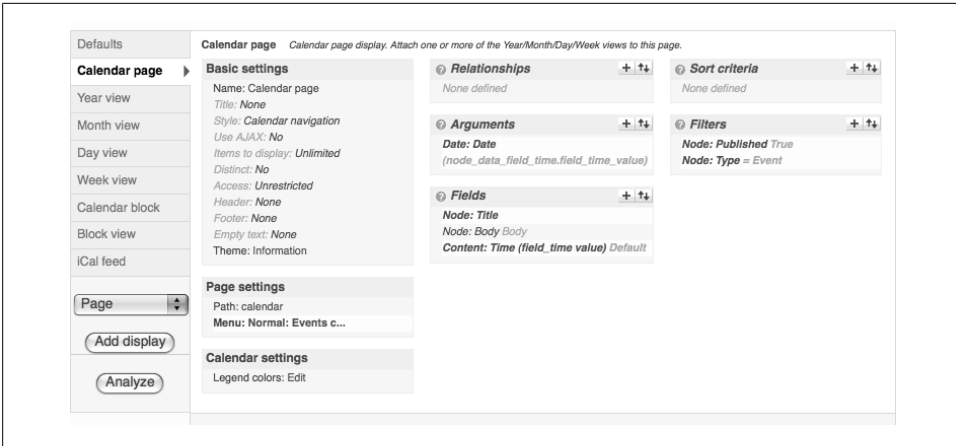 Defaults
Calendar page
Year view
Month view
Day view
Week view
Calendar block
Block view
iCal feed
Page
Add display
Analyze
Calendar page Calendar page display. Attach one or more of the Year/Month/Day/Week views to this page.
Basic settings
Name: Calendar page
Title: None
Style: Calendar navigation
Use AJAX: No
Items to display: Unlimited
Distinct: No
Access: Unrestricted
Header: None
Footer: None
Empty text: None
Theme: Information
Page settings
Path: calendar
Menu: Normal: Events c...
Calendar settings
Legend colors: Edit
Relationships
None defined
Arguments
Date: Date
(node_data_field_time.field_time_value)
Fields
Node: Title
Node: Body Body
Content: Time (field_time value) Default
Sort criteria
None defined
Filters
Node: Published True
Node: Type = Event